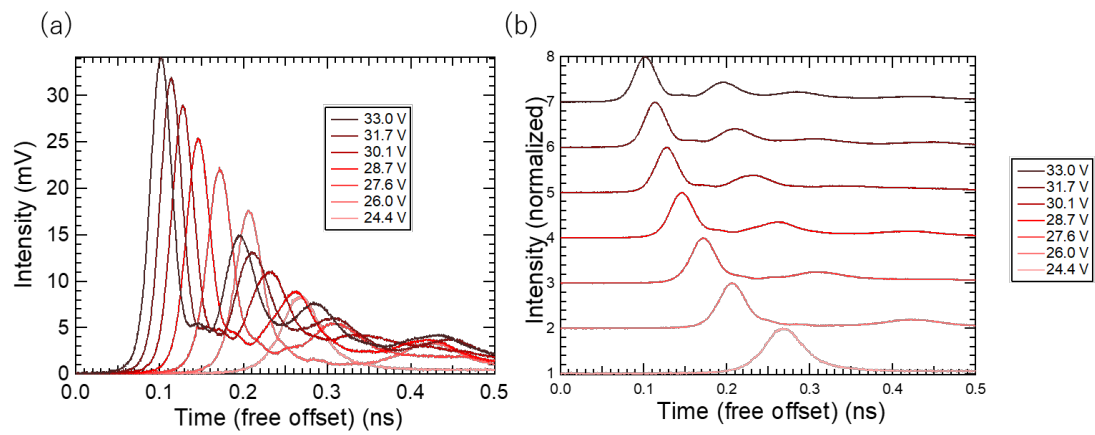 (a)
Intensity (mV)
30
25
20
15
10
5
0
33.0 V
31.7 V
30.1 V
28.7 V
27.6 V
26.0 V
24.4 V
0.0
0.1
0.2
0.3
0.4
0.5
Time (free offset) (ns)
(b)
Intensity (normalized)
8
7
6
5
4
3
2
1
0.0
0.1
0.2
0.3
0.4
0.5
Time (free offset) (ns)
33.0 V
31.7 V
30.1 V
28.7 V
27.6 V
26.0 V
24.4 V